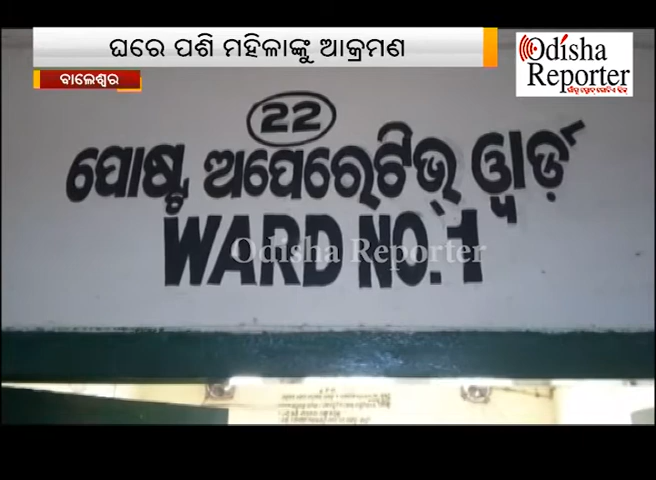 ଘରେ ପଶି ମହିଳାଙ୍କୁ ଆକ୍ରମଣ
ବାଲେଶ୍ୱର
Odisha
Reporter
22
ପୋଷ୍ଟ ଅପେରେଟିଭ୍ ୱାର୍ଡ଼
WARD NO.1
Odisha Reporter